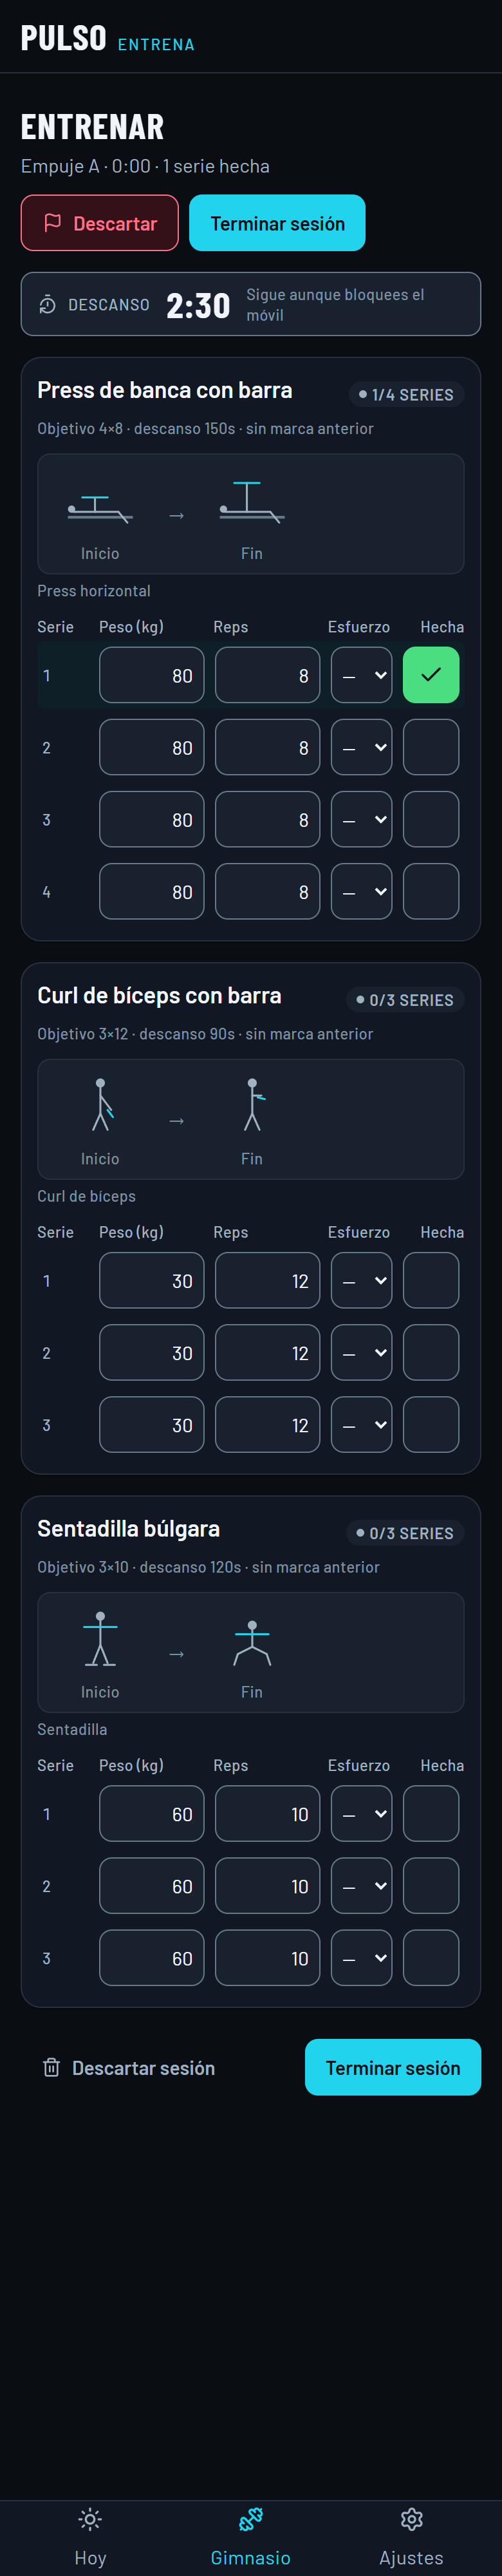 PULSO ENTRENA
ENTRENAR
Empuje A · 0:00 · 1 serie hecha
Descartar
Terminar sesión
DESCANSO 2:30 Sigue aunque bloquees el
móvil
Press de banca con barra
1/4 SERIES
Objetivo 4×8 · descanso 150s · sin marca anterior
→
Inicio Fin
Press horizontal
Serie Peso (kg) Reps Esfuerzo Hecha
1 80 8 —
2 80 8 —
3 80 8 —
4 80 8 —
Curl de bíceps con barra
0/3 SERIES
Objetivo 3×12 · descanso 90s · sin marca anterior
→
Inicio Fin
Curl de bíceps
Serie Peso (kg) Reps Esfuerzo Hecha
1 30 12 —
2 30 12 —
3 30 12 —
Sentadilla búlgara
0/3 SERIES
Objetivo 3×10 · descanso 120s · sin marca anterior
→
Inicio Fin
Sentadilla
Serie Peso (kg) Reps Esfuerzo Hecha
1 60 10 —
2 60 10 —
3 60 10 —
Descartar sesión
Terminar sesión
Hoy Gimnasio Ajustes